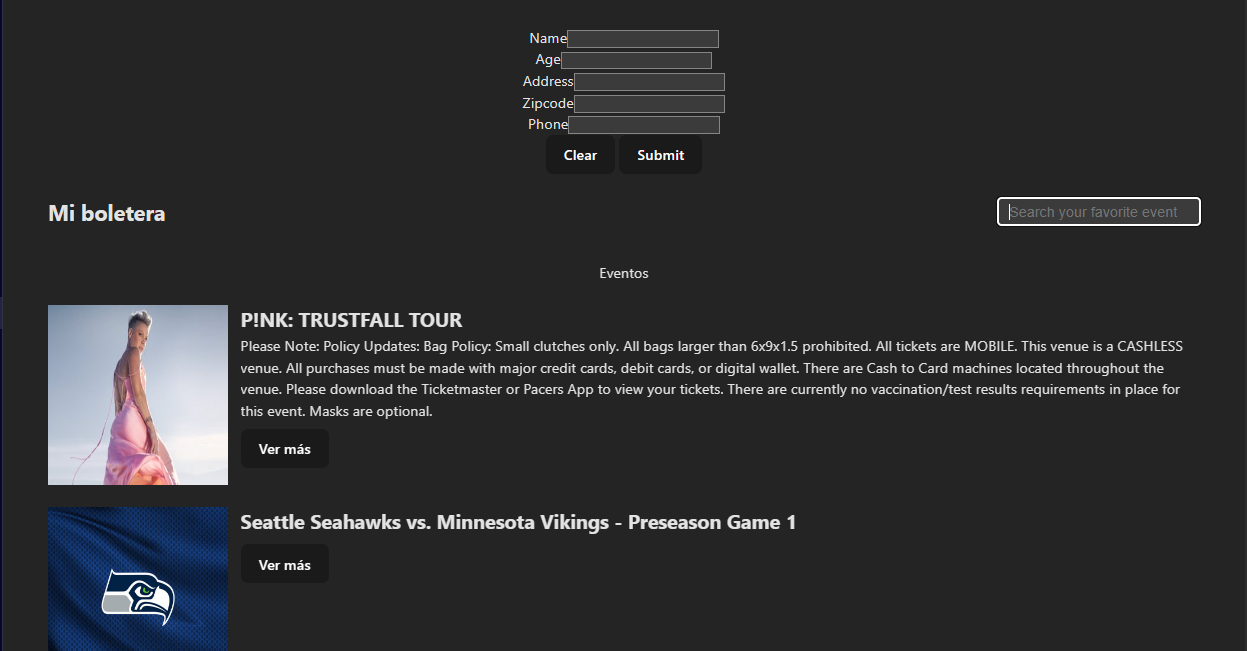 Name
Age
Address
Zipcode
Phone
Clear Submit
Mi boletera
Search your favorite event
Eventos
P!NK: TRUSTFALL TOUR
Please Note: Policy Updates: Bag Policy: Small clutches only. All bags larger than 6x9x1.5 prohibited. All tickets are MOBILE. This venue is a CASHLESS
venue. All purchases must be made with major credit cards, debit cards, or digital wallet. There are Cash to Card machines located throughout the
venue. Please download the Ticketmaster or Pacers App to view your tickets. There are currently no vaccination/test results requirements in place for
this event. Masks are optional.
Ver más
Seattle Seahawks vs. Minnesota Vikings - Preseason Game 1
Ver más